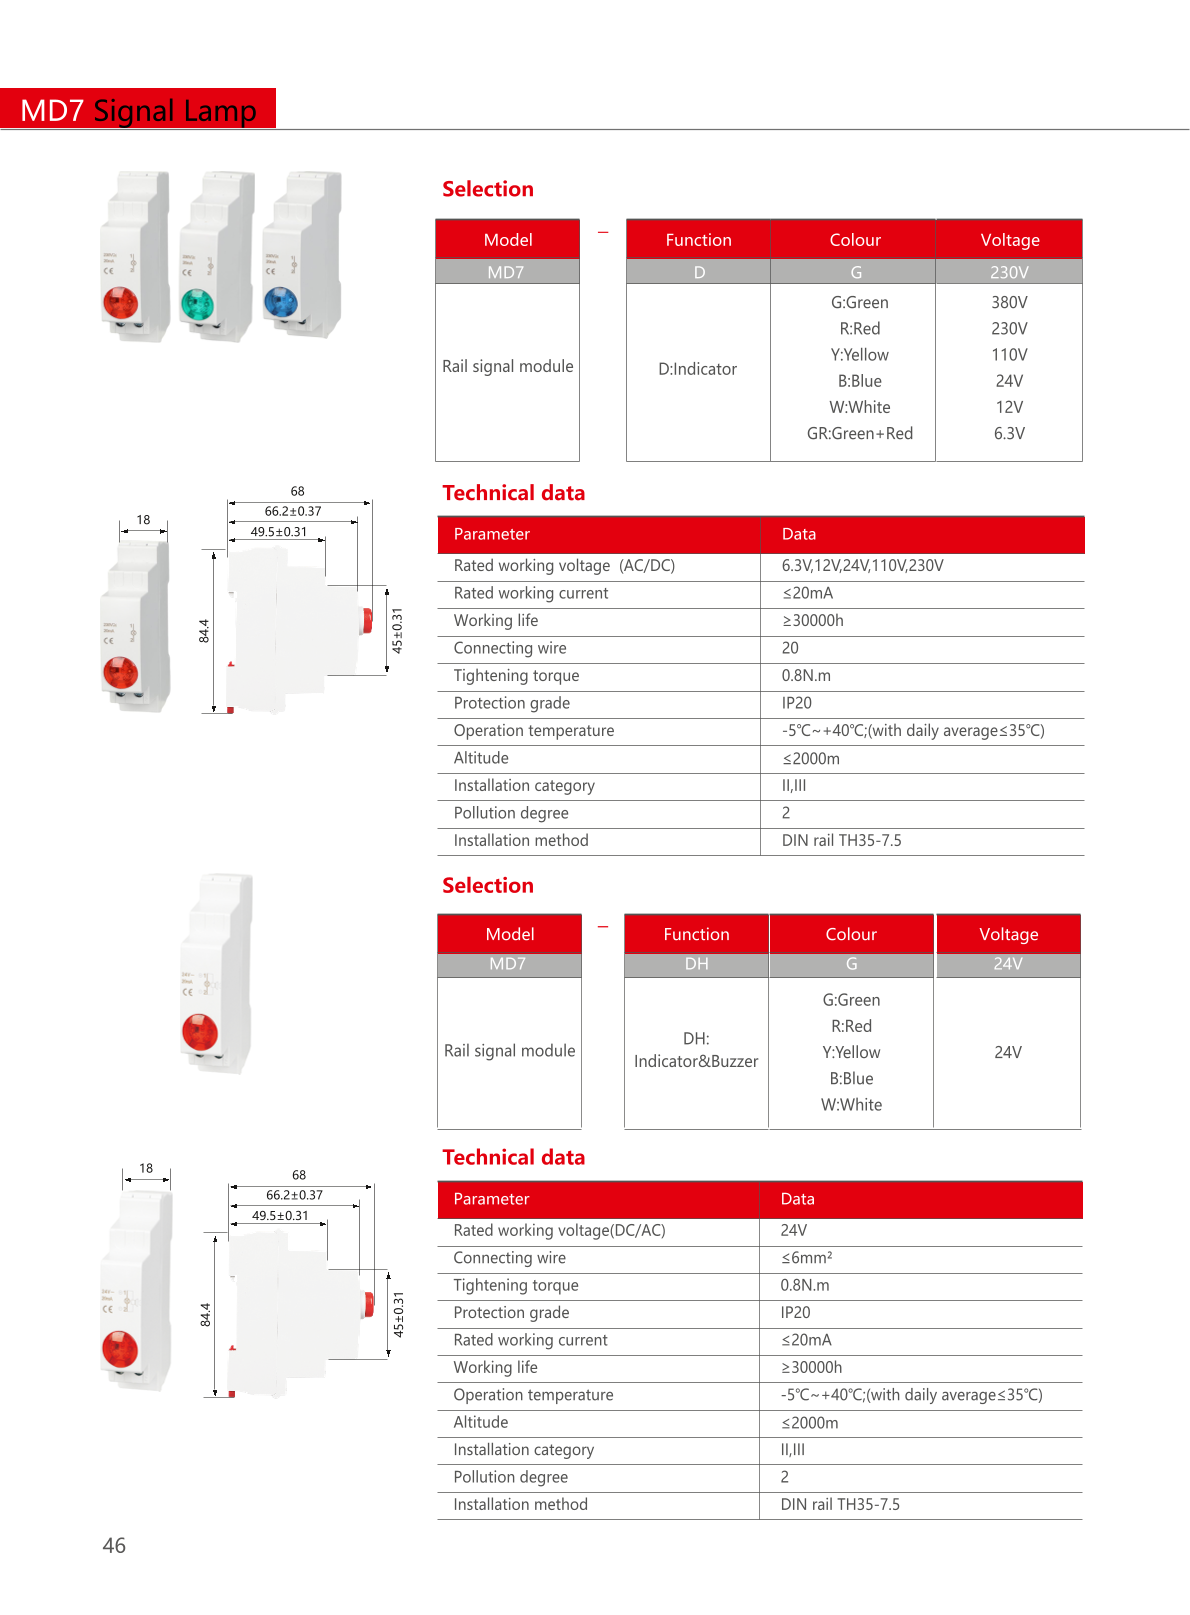 MD7 Signal Lamp
Selection
Model – Function Colour Voltage
MD7 D G 230V
Rail signal module
D:Indicator
G:Green
R:Red
Y:Yellow
B:Blue
W:White
GR:Green+Red
380V
230V
110V
24V
12V
6.3V
18
68
66.2±0.37
49.5±0.31
84.4
45±0.31
Technical data
Parameter Data
Rated working voltage (AC/DC) 6.3V,12V,24V,110V,230V
Rated working current ≤20mA
Working life ≥30000h
Connecting wire 20
Tightening torque 0.8N.m
Protection grade IP20
Operation temperature -5℃~+40℃;(with daily average≤35℃)
Altitude ≤2000m
Installation category II,III
Pollution degree 2
Installation method DIN rail TH35-7.5
Selection
Model – Function Colour Voltage
MD7 DH G 24V
Rail signal module
DH:
Indicator&Buzzer
G:Green
R:Red
Y:Yellow
B:Blue
W:White
24V
18
68
66.2±0.37
49.5±0.31
84.4
45±0.31
Technical data
Parameter Data
Rated working voltage(DC/AC) 24V
Connecting wire ≤6mm²
Tightening torque 0.8N.m
Protection grade IP20
Rated working current ≤20mA
Working life ≥30000h
Operation temperature -5℃~+40℃;(with daily average≤35℃)
Altitude ≤2000m
Installation category II,III
Pollution degree 2
Installation method DIN rail TH35-7.5
46